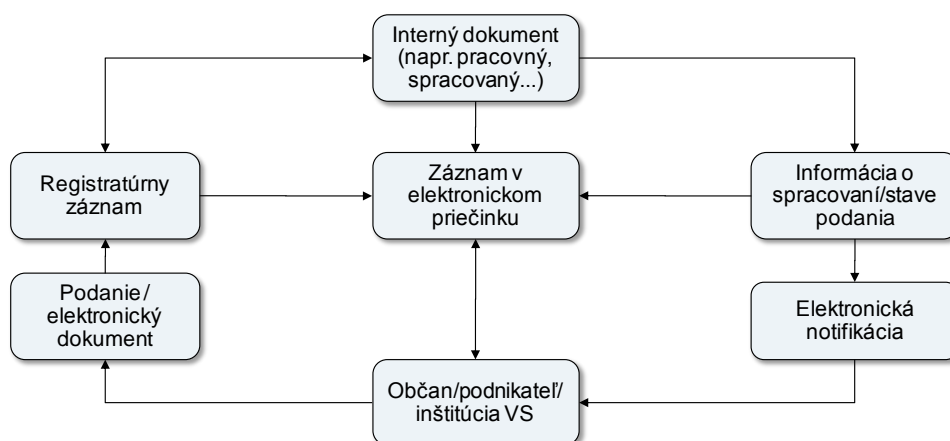 Interný dokument
(napr. pracovný,
spracovaný...)
Registratúrny
záznam
Záznam v
elektronickom
priečinku
Informácia o
spracovaní/stave
podania
Podanie/
elektronický
dokument
Elektronická
notifikácia
Občan/podnikateľ/
inštitúcia VS